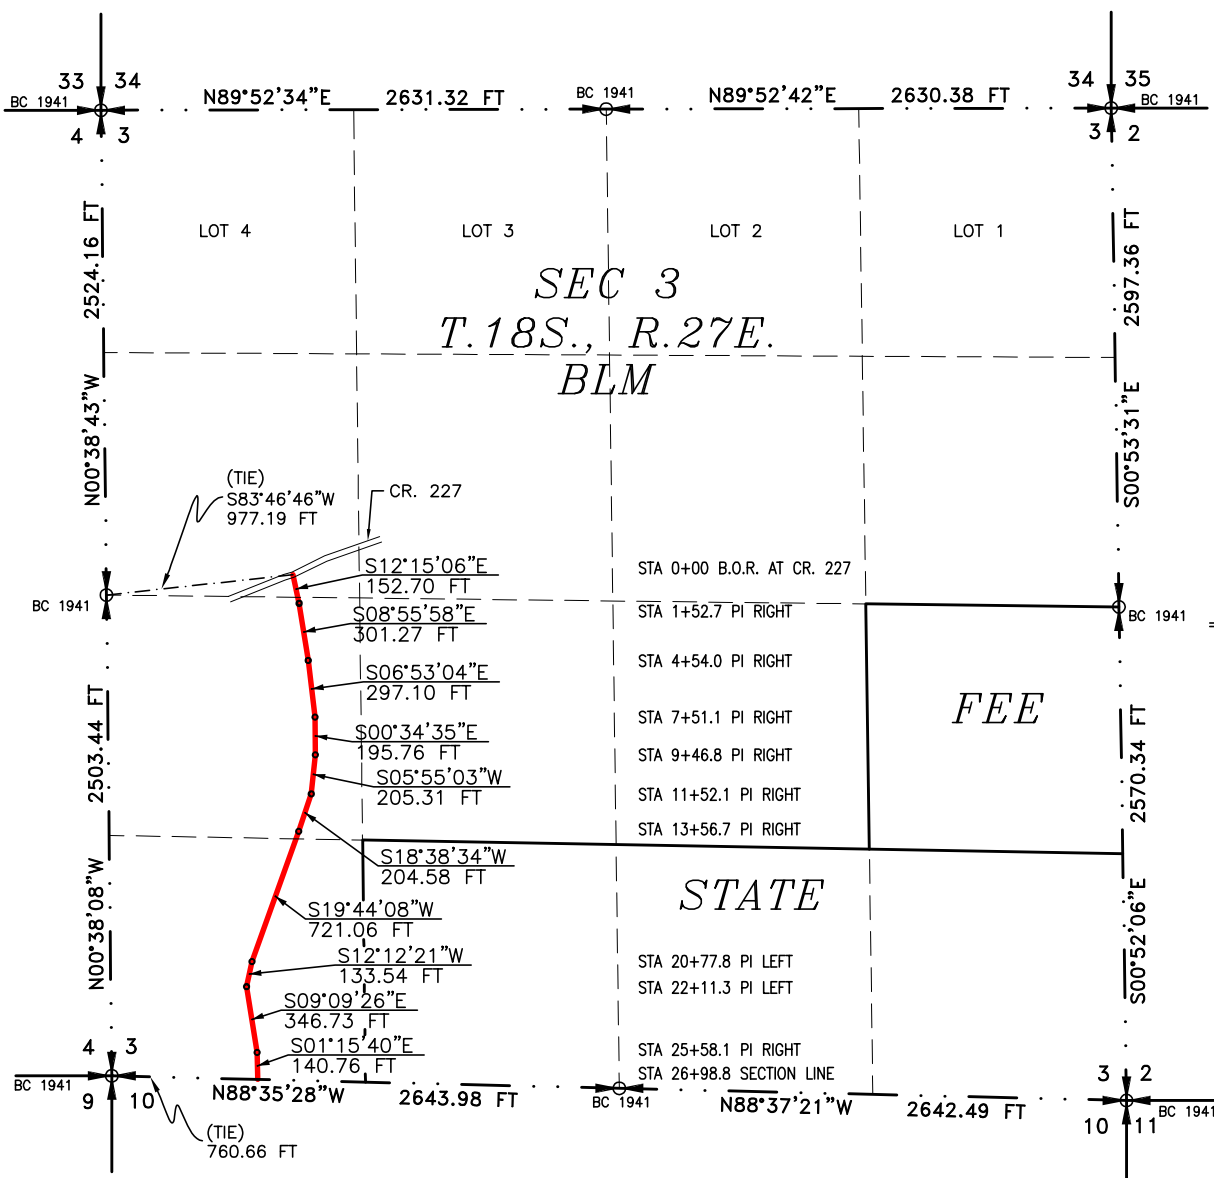 33 34
BC 1941
4 3
N89°52'34"E 2631.32 FT
BC 1941
N89°52'42"E 2630.38 FT
34 35
BC 1941
3 2
2524.16 FT
N00°38'43"W
LOT 4
LOT 3
LOT 2
LOT 1
2597.36 FT
S00°53'31"E
SEC 3
T.18S., R.27E.
BLM
(TIE)
S83°46'46"W
977.19 FT
CR. 227
BC 1941
S12°15'06"E
152.70 FT
S08°55'58"E
301.27 FT
S06°53'04"E
297.10 FT
S00°34'35"E
195.76 FT
S05°55'03"W
205.31 FT
S18°38'34"W
204.58 FT
S19°44'08"W
721.06 FT
S12°12'21"W
133.54 FT
S09°09'26"E
346.73 FT
S01°15'40"E
140.76 FT
STA 0+00 B.O.R. AT CR. 227
STA 1+52.7 PI RIGHT
STA 4+54.0 PI RIGHT
STA 7+51.1 PI RIGHT
STA 9+46.8 PI RIGHT
STA 11+52.1 PI RIGHT
STA 13+56.7 PI RIGHT
STA 20+77.8 PI LEFT
STA 22+11.3 PI LEFT
STA 25+58.1 PI RIGHT
STA 26+98.8 SECTION LINE
BC 1941
FEE
STATE
2503.44 FT
N00°38'08"W
2570.34 FT
S00°52'06"E
4 3
BC 1941
9 10
N88°35'28"W 2643.98 FT
BC 1941
N88°37'21"W 2642.49 FT
3 2
BC 1941
10 11
(TIE)
760.66 FT